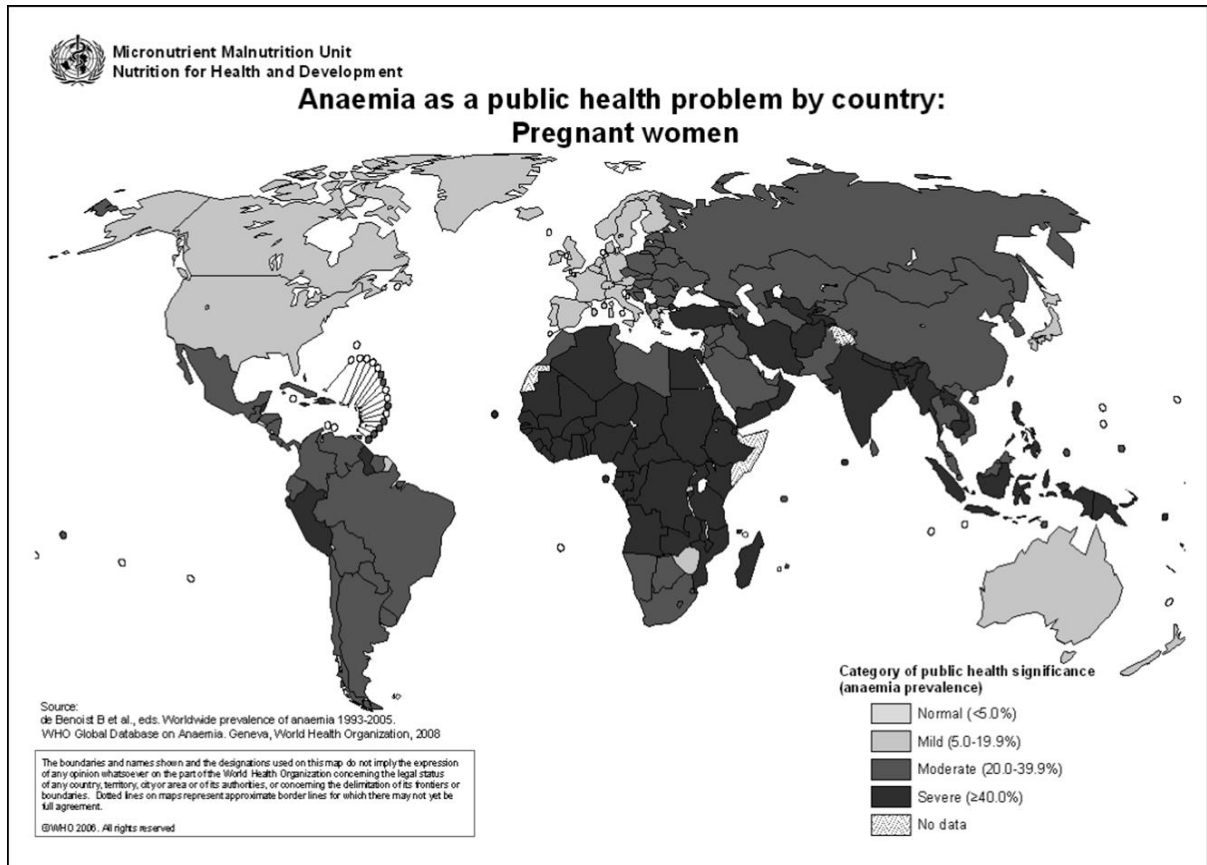 Micronutrient Malnutrition Unit
Nutrition for Health and Development
Anaemia as a public health problem by country:
Pregnant women
Category of public health significance
(anaemia prevalence)
Normal (<5.0%)
Mild (5.0-19.9%)
Moderate (20.0-39.9%)
Severe (≥40.0%)
No data
Source:
de Benoist B et al., eds. Worldwide prevalence of anaemia 1993-2005.
WHO Global Database on Anaemia. Geneva, World Health Organization, 2008
The boundaries and names shown and the designations used on this map do not imply the expression
of any opinion whatsoever on the part of the World Health Organization concerning the legal status
of any country, territory, city or area or of its authorities, or concerning the delimitation of its frontiers or
boundaries. Dotted lines on maps represent approximate border lines for which there may not yet be
full agreement.
©WHO 2006. All rights reserved